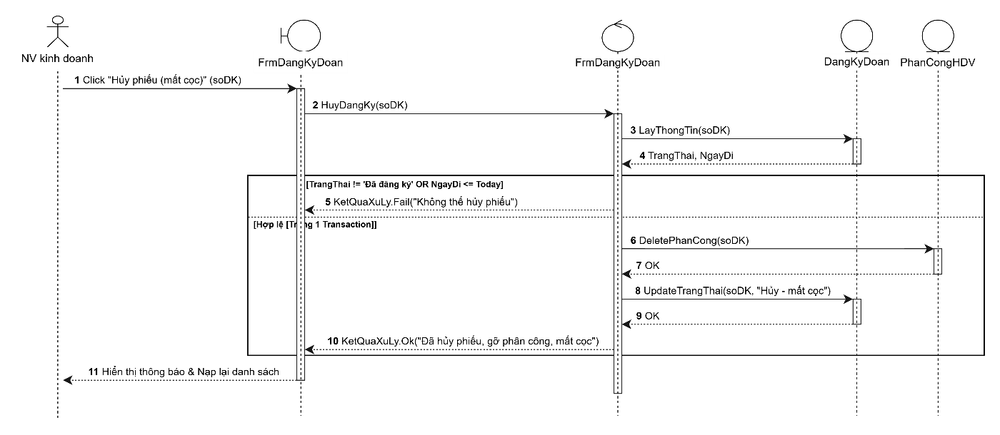 NV kinh doanh
FrmDangKyDoan
FrmDangKyDoan
DangKyDoan
PhanCongHDV
1 Click "Hủy phiếu (mất cọc)" (soDK)
2 HuyDangKy(soDK)
3 LayThongTin(soDK)
4 TrangThai, NgayDi
[TrangThai != 'Đã đăng ký' OR NgayDi <= Today]
5 KetQuaXuLy.Fail("Không thể hủy phiếu")
[Hợp lệ [Trong 1 Transaction]]
6 DeletePhanCong(soDK)
7 OK
8 UpdateTrangThai(soDK, "Hủy - mất cọc")
9 OK
10 KetQuaXuLy.Ok("Đã hủy phiếu, gỡ phân công, mất cọc")
11 Hiển thị thông báo & Nạp lại danh sách